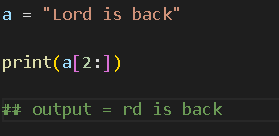 a = "Lord is back"
print(a[2:])
## output = rd is back